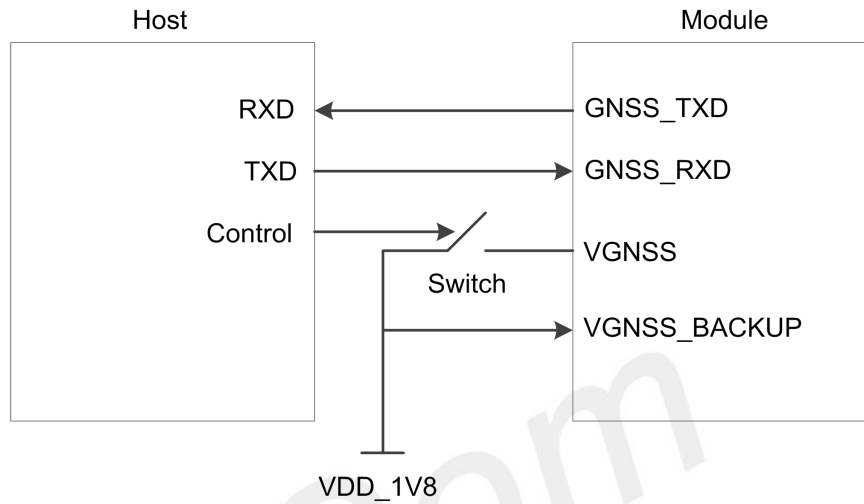 Host
Module
RXD
GNSS_TXD
TXD
GNSS_RXD
Control
VGNSS
Switch
VGNSS_BACKUP
VDD_1V8